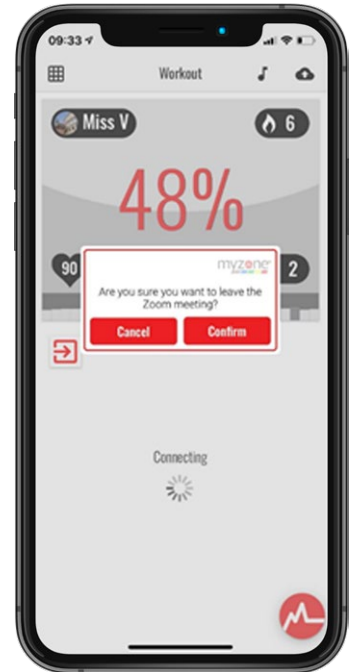 09:33
Workout
Miss V
6
48%
90
2
myzone
Are you sure you want to leave the
Zoom meeting?
Cancel
Confirm
Connecting